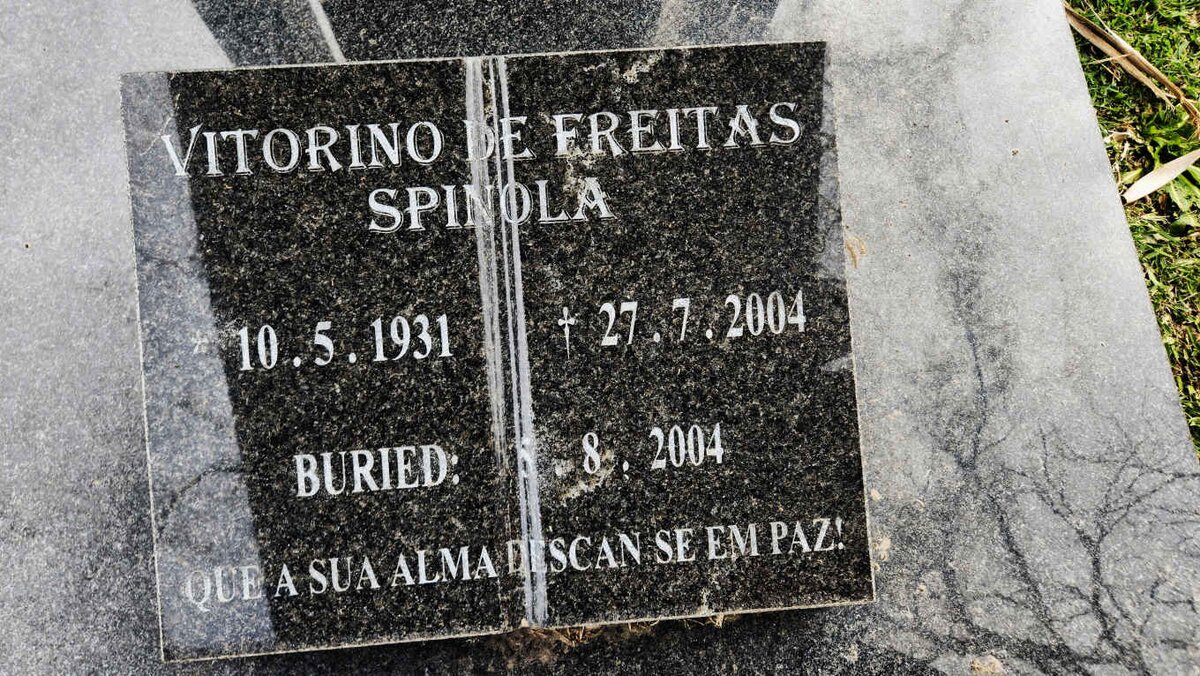 VITORINO DE FREITAS
SPINOLA
* 10.5.1931 † 27.7.2004
BURIED: .8.2004
QUE A SUA ALMA DESCAN SE EM PAZ!